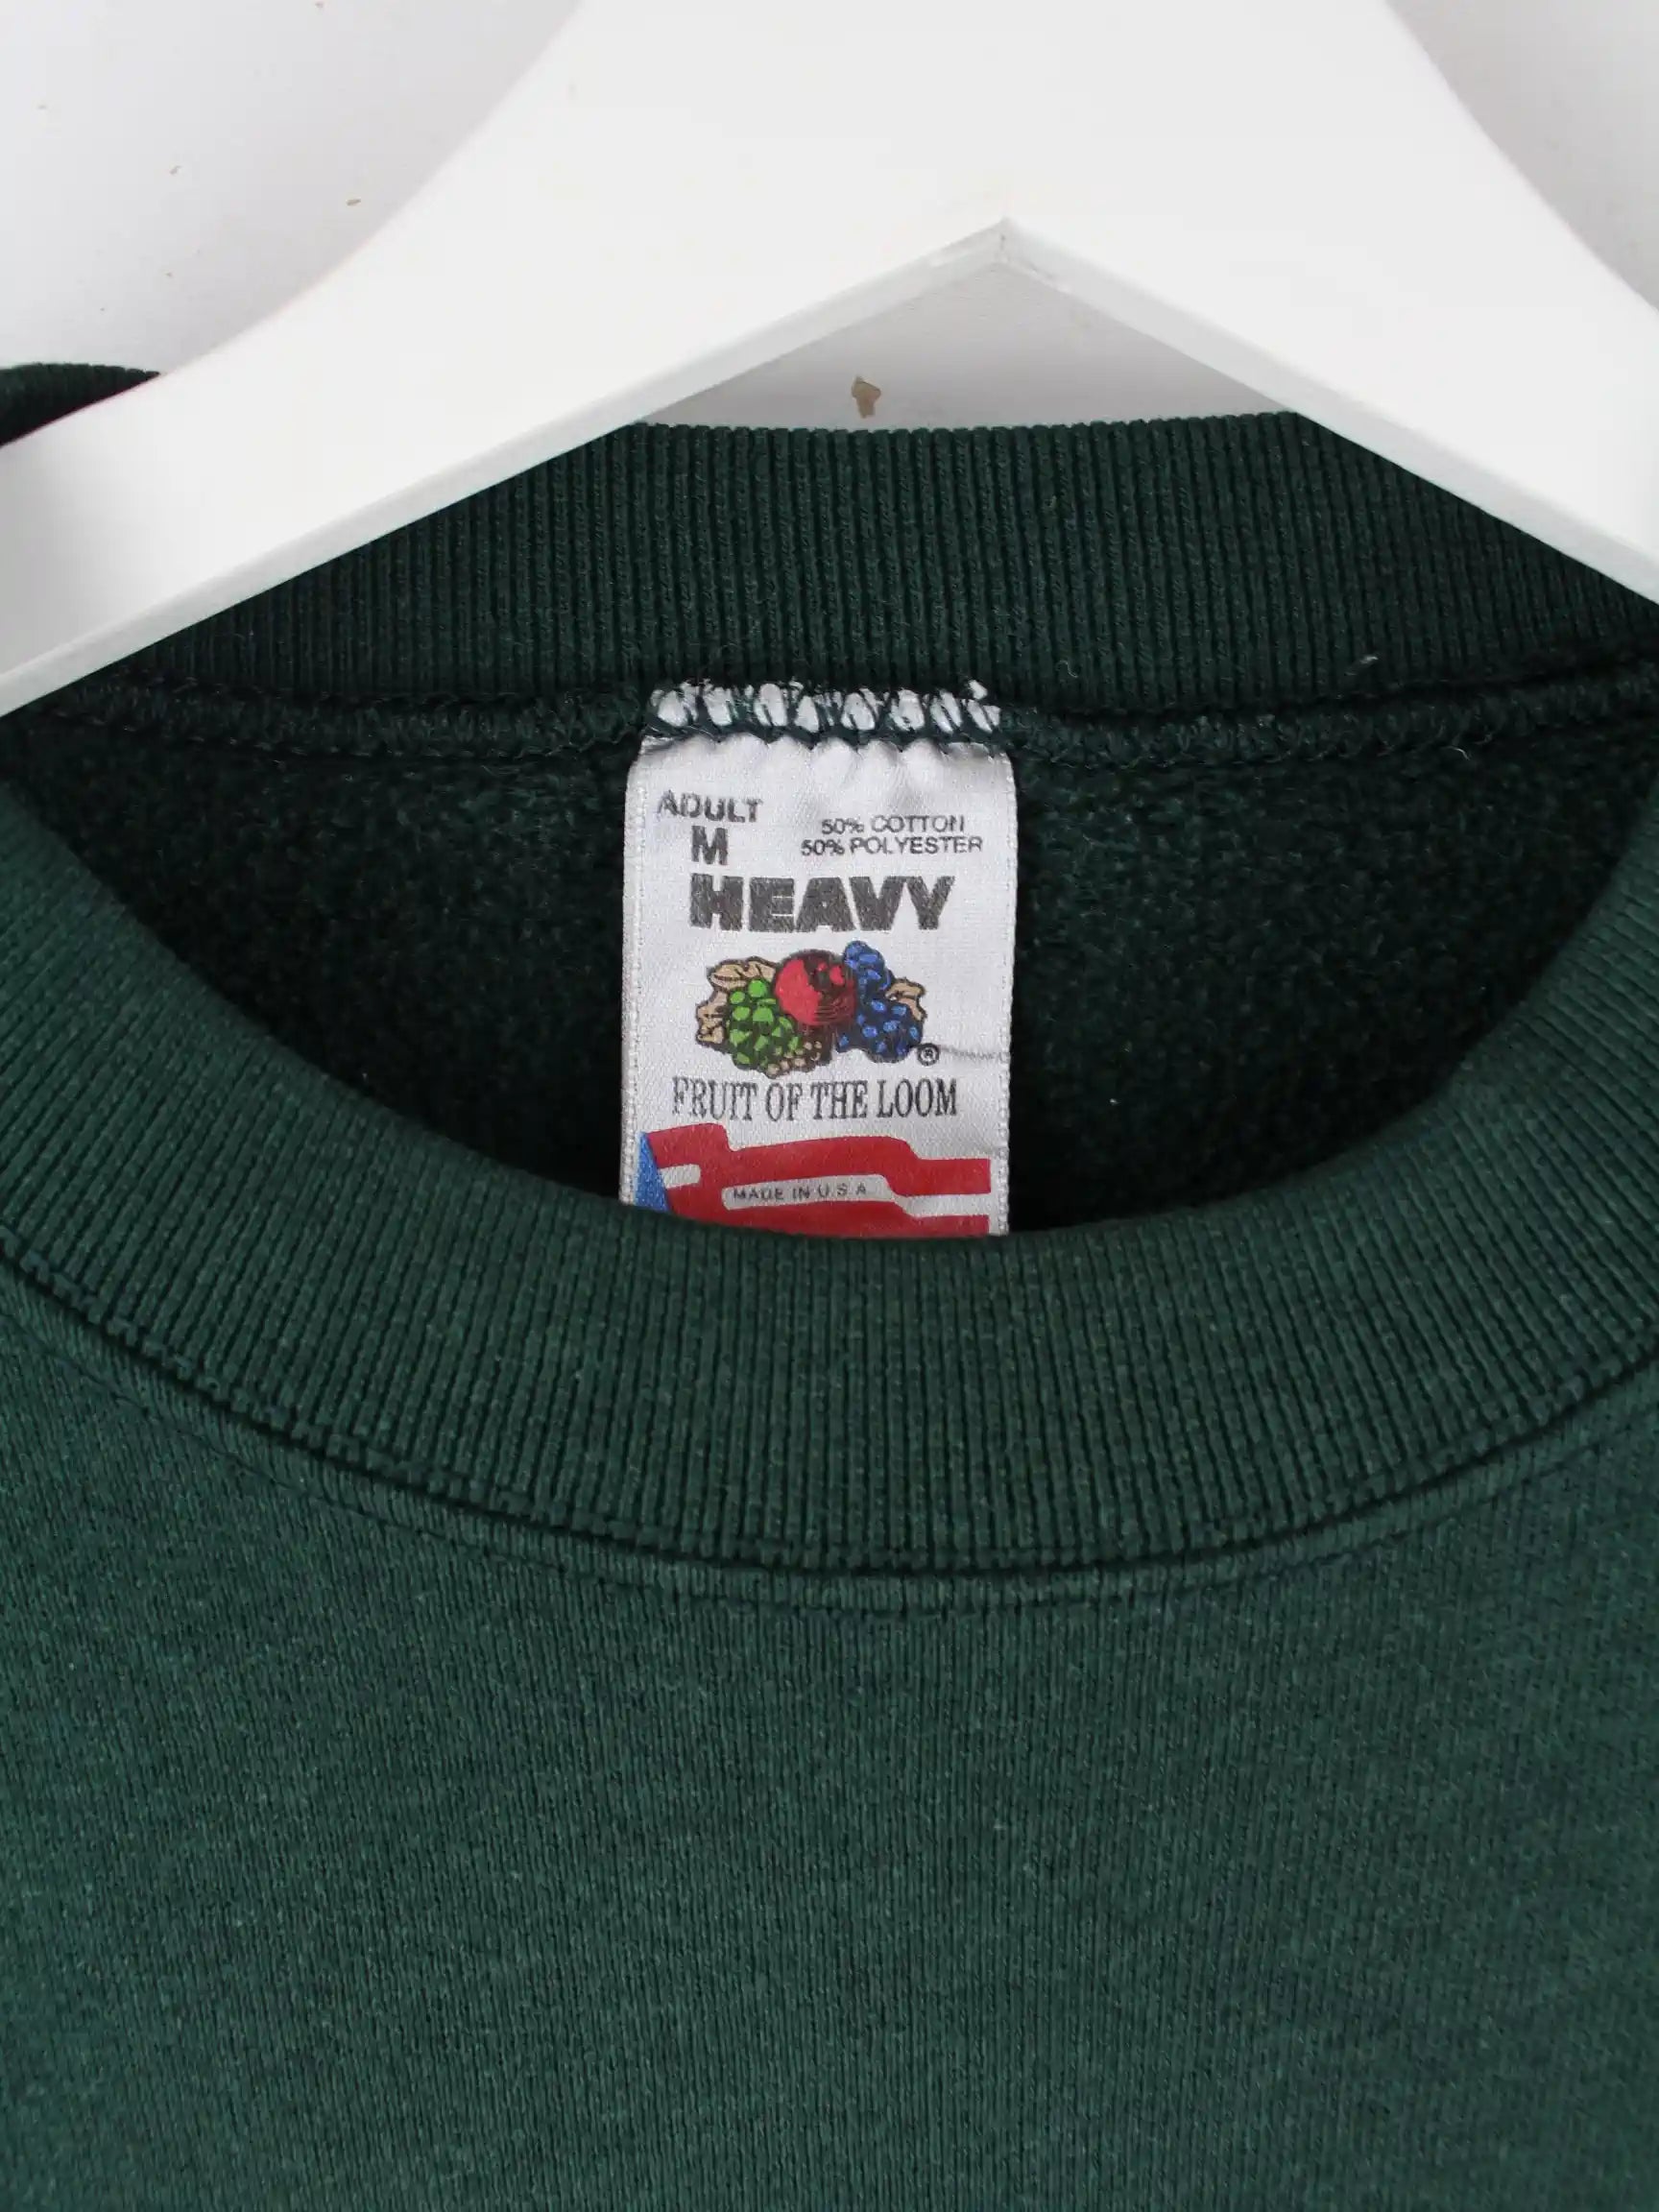 ADULT
M
50% COTTON
50% POLYESTER
HEAVY
®
FRUIT OF THE LOOM
MADE IN U.S.A.